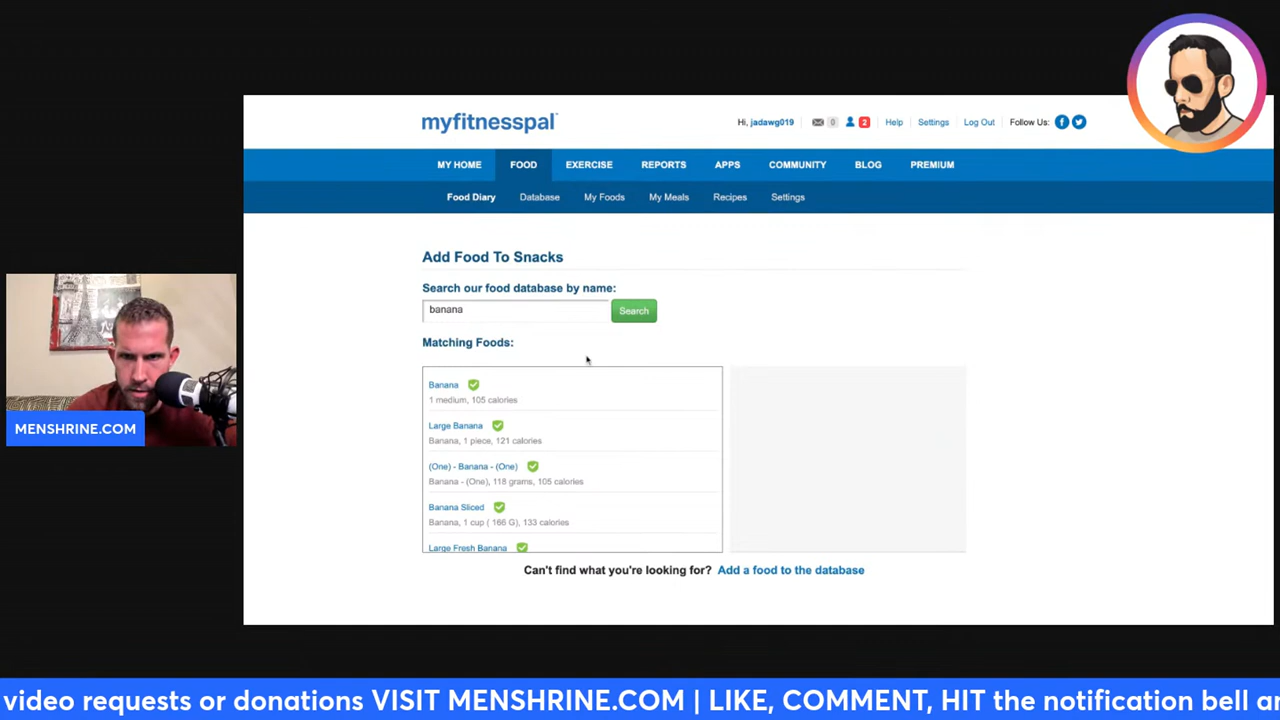 myfitnesspal
Hi, jadawg019 0 2 Help Settings Log Out Follow Us:
MY HOME FOOD EXERCISE REPORTS APPS COMMUNITY BLOG PREMIUM
Food Diary Database My Foods My Meals Recipes Settings
Add Food To Snacks
Search our food database by name:
banana Search
Matching Foods:
Banana
1 medium, 105 calories
Large Banana
Banana, 1 piece, 121 calories
(One) - Banana - (One)
Banana - (One), 118 grams, 105 calories
Banana Sliced
Banana, 1 cup ( 166 G), 133 calories
Large Fresh Banana
Can't find what you're looking for? Add a food to the database
MENSHRINE.COM
video requests or donations VISIT MENSHRINE.COM | LIKE, COMMENT, HIT the notification bell